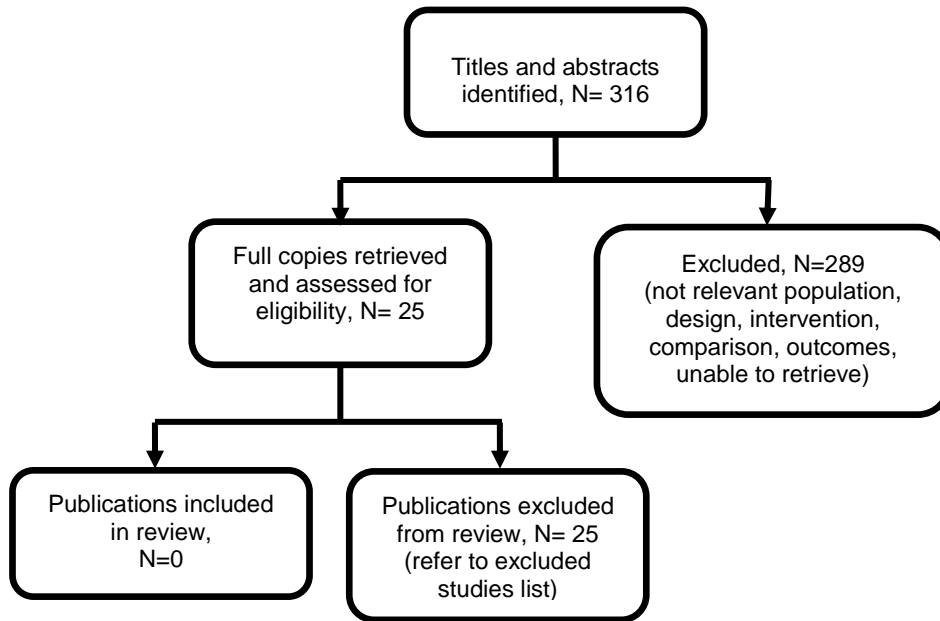 Titles and abstracts
identified, N= 316
Full copies retrieved
and assessed for
eligibility, N= 25
Excluded, N=289
(not relevant population,
design, intervention,
comparison, outcomes,
unable to retrieve)
Publications included
in review,
N=0
Publications excluded
from review, N= 25
(refer to excluded
studies list)